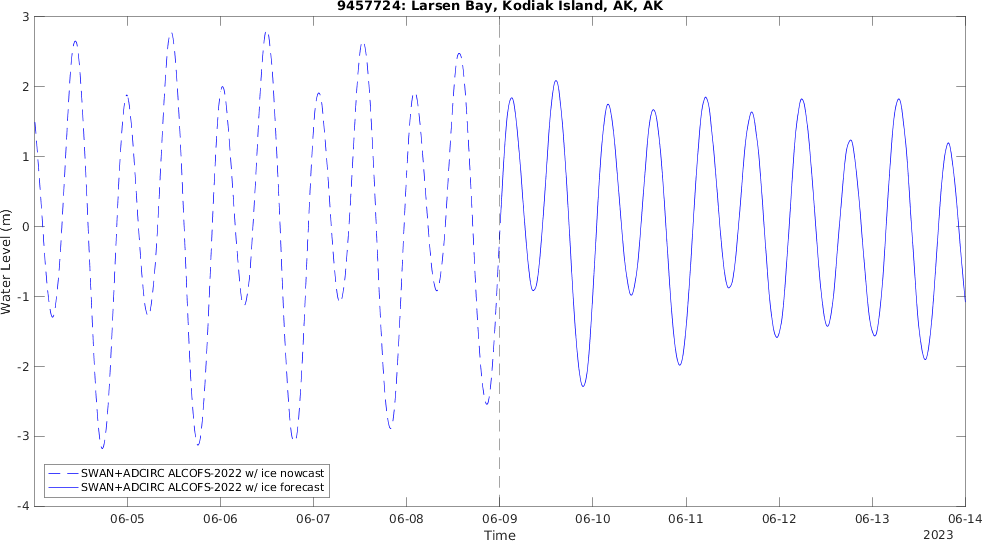 9457724: Larsen Bay, Kodiak Island, AK, AK
3
2
1
0
-1
-2
-3
-4
Water Level (m)
SWAN+ADCIRC ALCOFS-2022 w/ ice nowcast
SWAN+ADCIRC ALCOFS-2022 w/ ice forecast
06-05 06-06 06-07 06-08 06-09 06-10 06-11 06-12 06-13 06-14
Time
2023